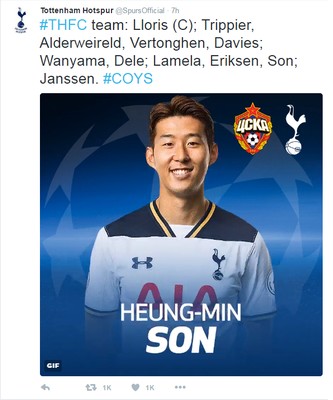 Tottenham Hotspur @SpursOfficial · 7h
#THFC team: Lloris (C); Trippier,
Alderweireld, Vertonghen, Davies;
Wanyama, Dele; Lamela, Eriksen, Son;
Janssen. #COYS
ЦСКА
AIA
HEUNG-MIN
SON
GIF
1K 1K